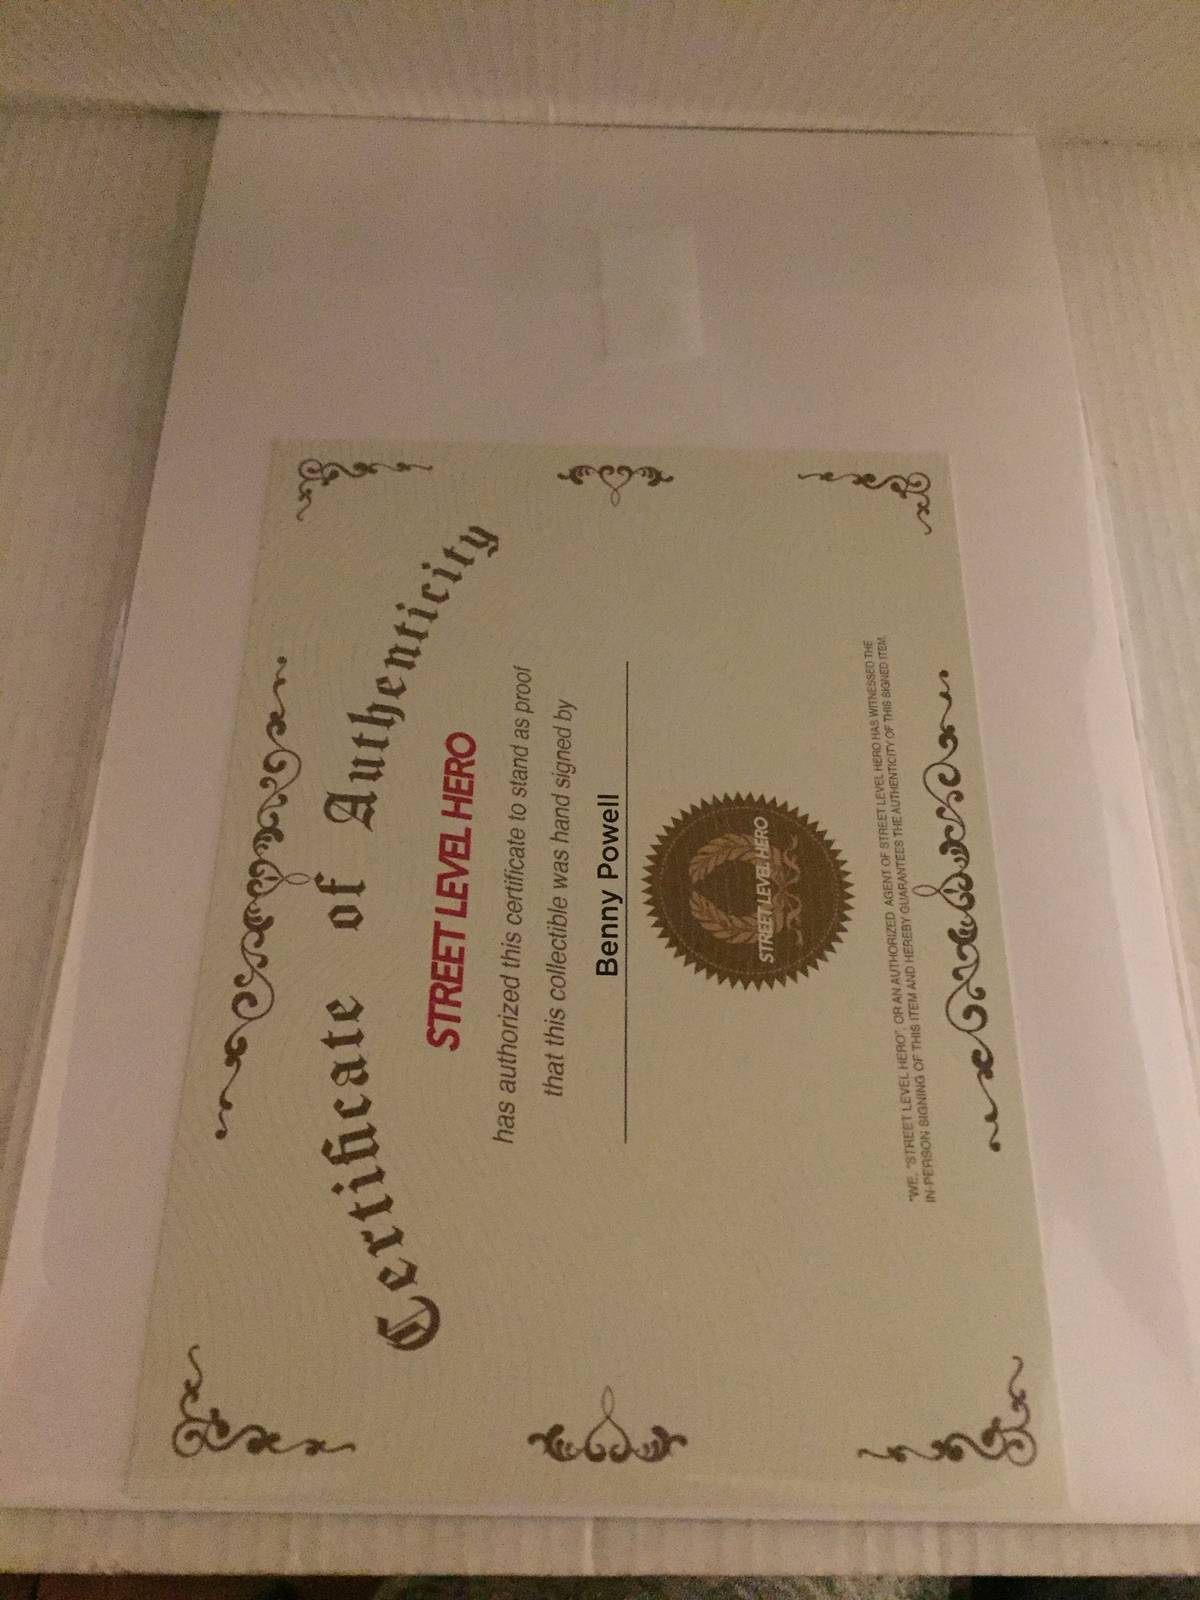 Certificate of Authenticity
STREET LEVEL HERO
has authorized this certificate to stand as proof
that this collectible was hand signed by
Benny Powell
STREET LEVEL HERO
"WE, "STREET LEVEL HERO", OR AN AUTHORIZED AGENT OF STREET LEVEL HERO HAS WITNESSED THE
IN-PERSON SIGNING OF THIS ITEM AND HEREBY GUARANTEES THE AUTHENTICITY OF THIS SIGNED ITEM.